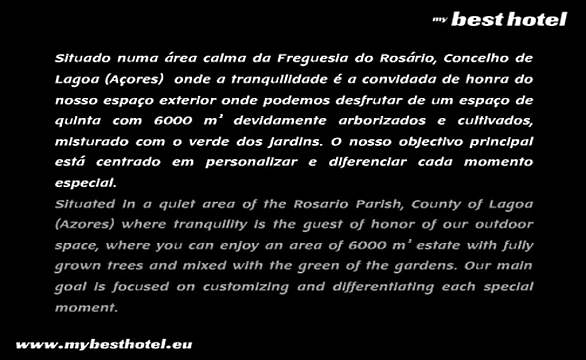 my best hotel
Situado numa área calma da Freguesia do Rosário, Concelho de
Lagoa (Açores) onde a tranquilidade é a convidada de honra do
nosso espaço exterior onde podemos desfrutar de um espaço de
quinta com 6000 m² devidamente arborizados e cultivados,
misturado com o verde dos jardins. O nosso objectivo principal
está centrado em personalizar e diferenciar cada momento
especial.
Situated in a quiet area of the Rosario Parish, County of Lagoa
(Azores) where tranquility is the guest of honor of our outdoor
space, where you can enjoy an area of 6000 m² estate with fully
grown trees and mixed with the green of the gardens. Our main
goal is focused on customizing and differentiating each special
moment.
www.mybesthotel.eu